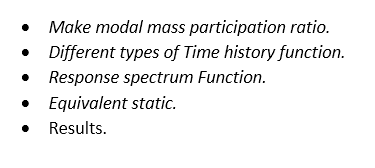 • Make modal mass participation ratio.
• Different types of Time history function.
• Response spectrum Function.
• Equivalent static.
• Results.